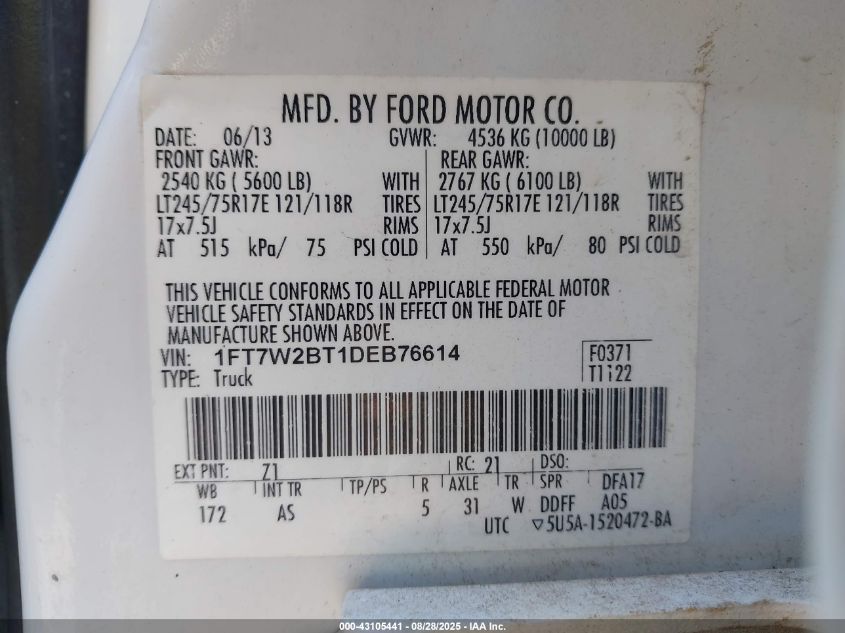 MFD. BY FORD MOTOR CO.
DATE: 06/13 GVWR: 4536 KG (10000 LB)
FRONT GAWR: REAR GAWR:
2540 KG ( 5600 LB) WITH 2767 KG ( 6100 LB) WITH
LT245/75R17E 121/118R TIRES LT245/75R17E 121/118R TIRES
17x7.5J RIMS 17x7.5J RIMS
AT 515 kPa/ 75 PSI COLD AT 550 kPa/ 80 PSI COLD
THIS VEHICLE CONFORMS TO ALL APPLICABLE FEDERAL MOTOR
VEHICLE SAFETY STANDARDS IN EFFECT ON THE DATE OF
MANUFACTURE SHOWN ABOVE.
VIN: 1FT7W2BT1DEB76614 F0371
TYPE: Truck T1122
EXT PNT: Z1 RC: 21 DSO:
WB INT TR TP/PS R AXLE TR SPR DFA17
172 AS 5 31 W DDFF A05
UTC ▽5U5A-1520472-BA
000-43105441 - 08/28/2025 - IAA Inc.